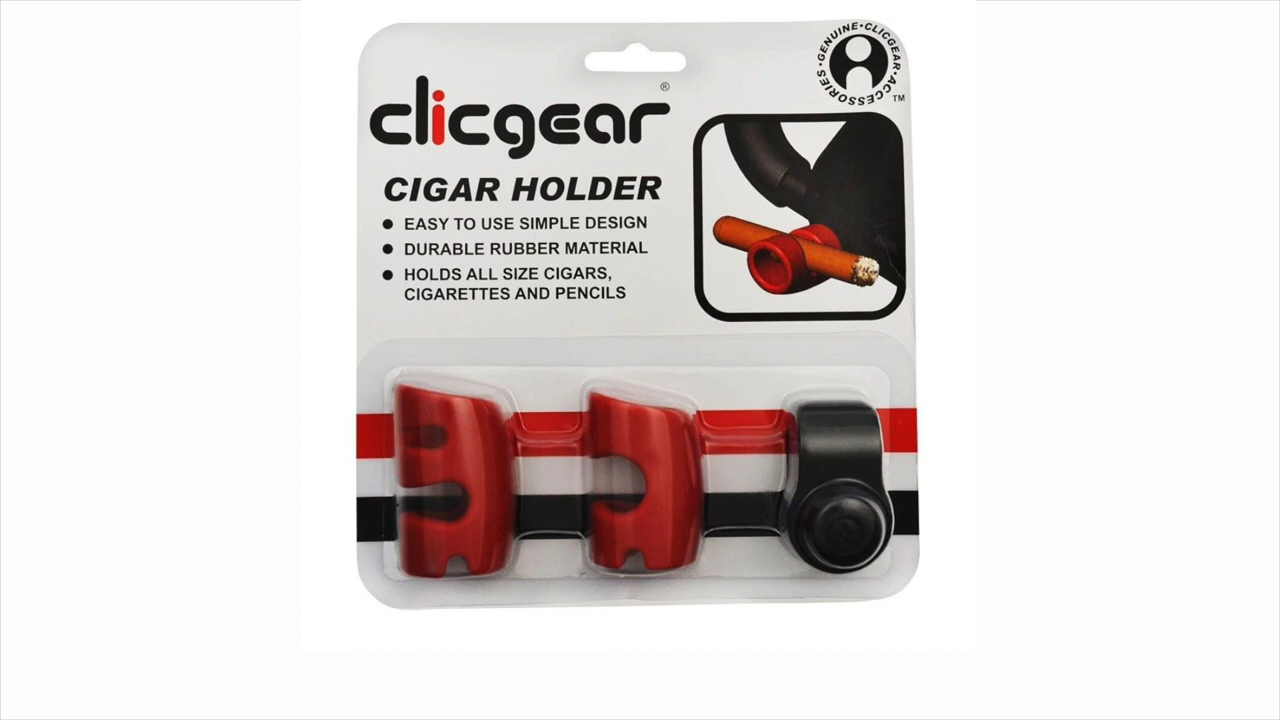 GENUINE•CLICGEAR•ACCESSORIES•
TM
clicgear®
CIGAR HOLDER
● EASY TO USE SIMPLE DESIGN
● DURABLE RUBBER MATERIAL
● HOLDS ALL SIZE CIGARS,
CIGARETTES AND PENCILS